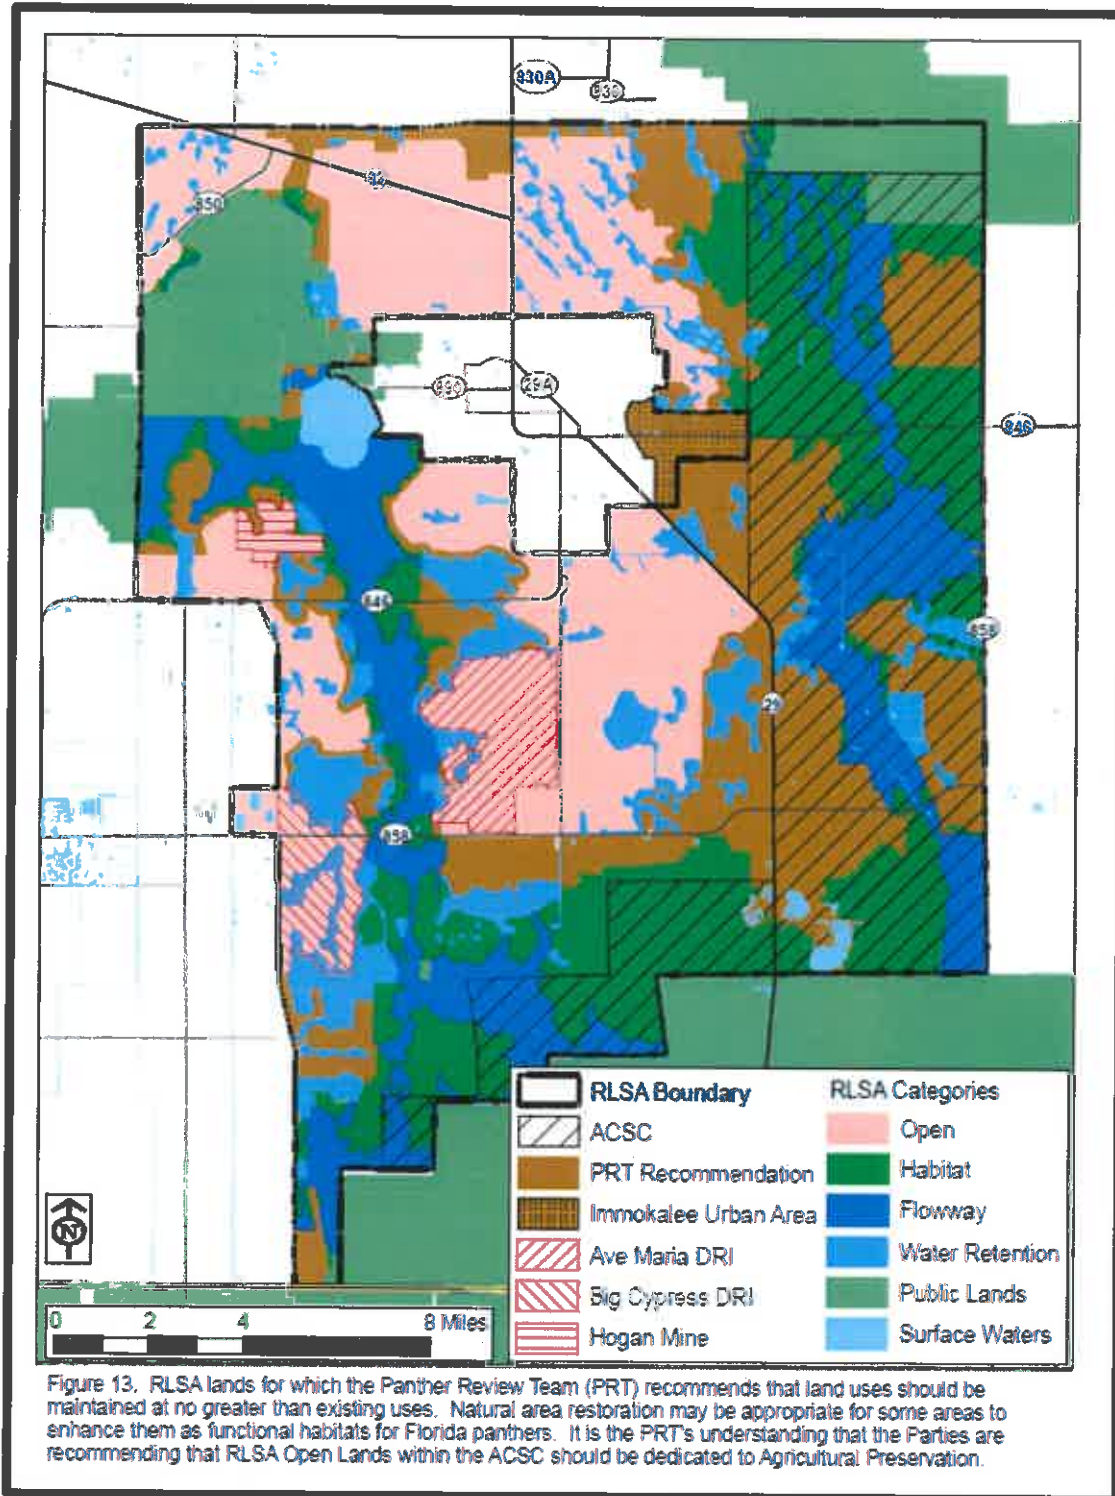 830A
830
82
850
890
29A
846
846
858
29
858
RLSA Boundary
ACSC
PRT Recommendation
Immokalee Urban Area
Ave Maria DRI
Big Cypress DRI
Hogan Mine
RLSA Categories
Open
Habitat
Flowway
Water Retention
Public Lands
Surface Waters
N
0 2 4 8 Miles
Figure 13. RLSA lands for which the Panther Review Team (PRT) recommends that land uses should be
maintained at no greater than existing uses. Natural area restoration may be appropriate for some areas to
enhance them as functional habitats for Florida panthers. It is the PRT's understanding that the Parties are
recommending that RLSA Open Lands within the ACSC should be dedicated to Agricultural Preservation.